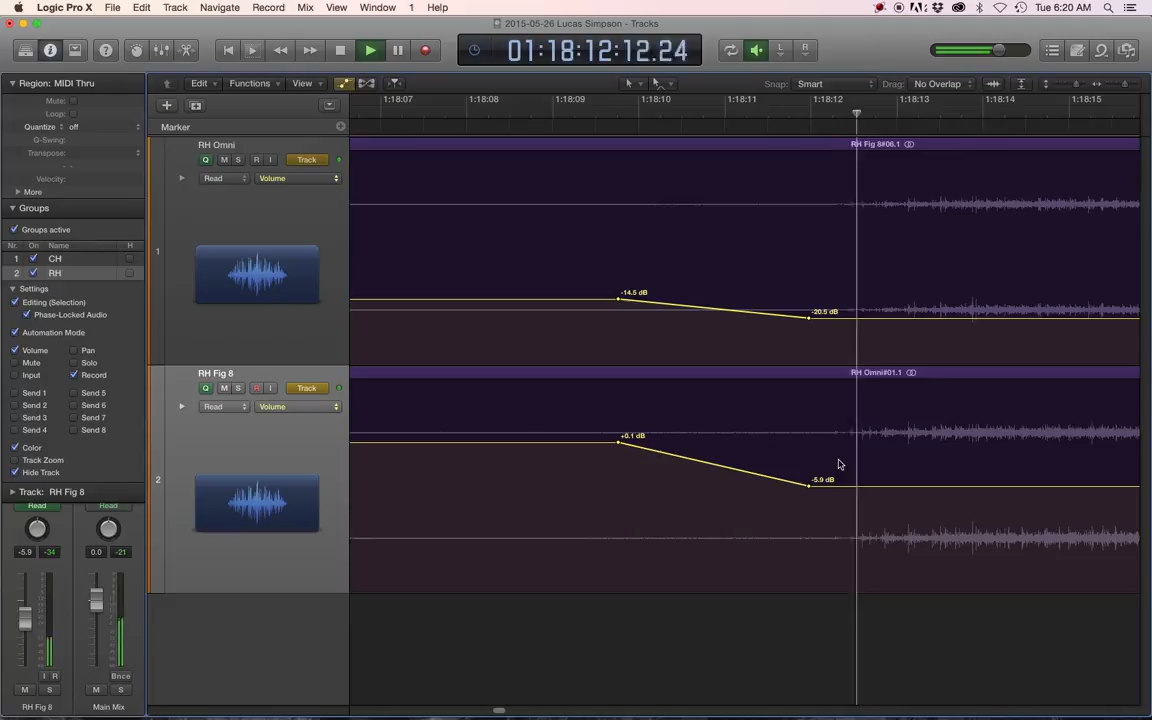 Logic Pro X File Edit Track Navigate Record Mix View Window 1 Help Tue 6:20 AM
2015-05-26 Lucas Simpson - Tracks
01:18:12:12.24
Region: MIDI Thru Edit Functions View Snap: Smart Drag: No Overlap
Mute:
Loop:
Quantize off
Q-Swing:
Transpose:
Velocity:
More
Groups
Groups active
Nr. On Name H
1 CH
2 RH
Settings
Editing (Selection)
Phase-Locked Audio
Automation Mode
Volume Pan
Mute Solo
Input Record
Send 1 Send 5
Send 2 Send 6
Send 3 Send 7
Send 4 Send 8
Color
Track Zoom
Hide Track
Track: RH Fig 8
Read Read
-5.9 -34 0.0 -21
I R Bnce
M S M S
RH Fig 8 Main Mix
1:18:07 1:18:08 1:18:09 1:18:10 1:18:11 1:18:12 1:18:13 1:18:14 1:18:15
Marker
RH Omni RH Fig 8#06.1
Q M S R I Track
Read Volume
1
-14.5 dB
-20.5 dB
RH Fig 8 RH Omni#01.1
Q M S R I Track
Read Volume
2
+0.1 dB
-5.9 dB